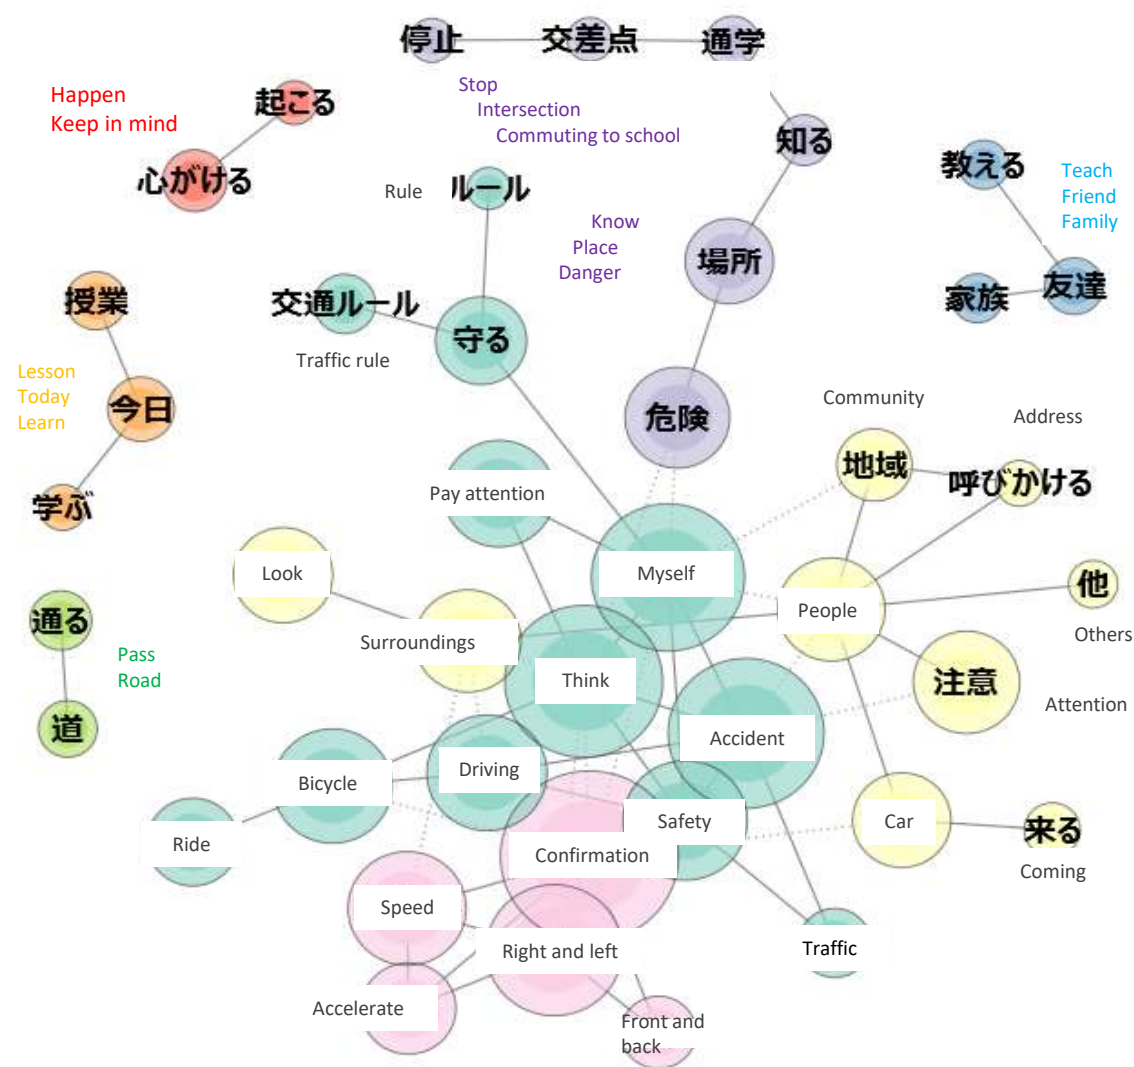 停止
交差点
通学
Happen
Keep in mind
起こる
心がける
Stop
Intersection
Commuting to school
知る
教える
Teach
Friend
Family
Rule
ルール
Know
Place
Danger
場所
家族
友達
授業
交通ルール
守る
Traffic rule
Lesson
Today
Learn
今日
危険
Community
Address
学ぶ
地域
呼びかける
Pay attention
Look
Myself
People
他
Others
通る
Surroundings
Pass
Road
Think
注意
Attention
道
Accident
Bicycle
Driving
Safety
Car
来る
Coming
Ride
Confirmation
Speed
Right and left
Traffic
Accelerate
Front and
back